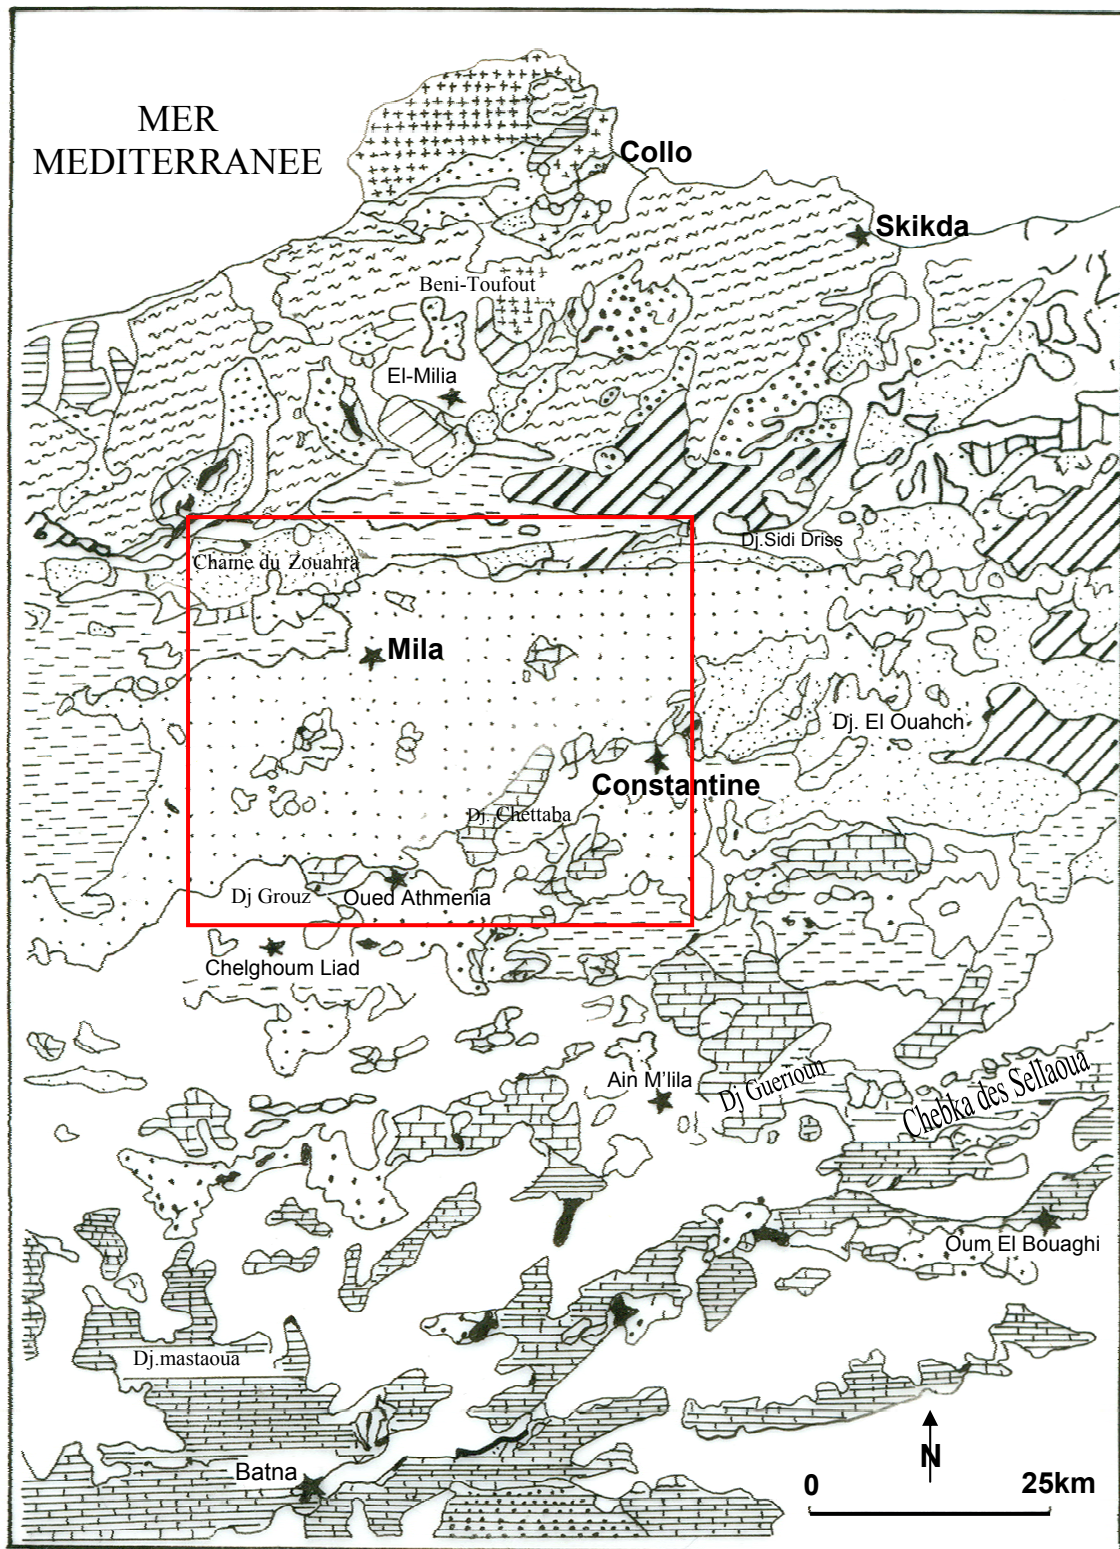 MER
MEDITERRANEE
Collo
Skikda
Beni-Toufout
El-Milia
Dj.Sidi Driss
Chaîne du Zouahra
Mila
Dj. El Ouahch
Constantine
Dj. Chettaba
Dj Grouz
Oued Athmenia
Chelghoum Liad
Ain M'lila
Dj Guerioun
Chebka des Sellaoua
Oum El Bouaghi
Dj.mastaoua
Batna
N
0
25km